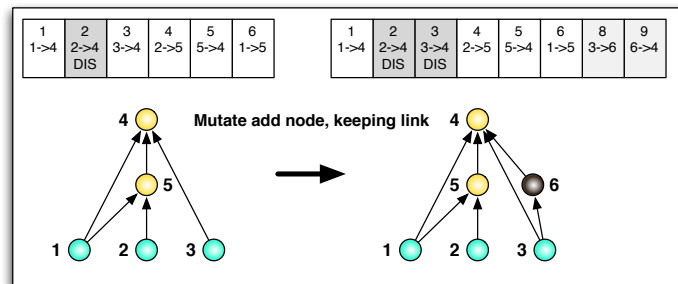 1 2 3 4 5 6
1->4 2->4 3->4 2->5 5->4 1->5
DIS
1 2 3 4 5 6 8 9
1->4 2->4 3->4 2->5 5->4 1->5 3->6 6->4
DIS DIS
4 Mutate add node, keeping link 4
5 5 6
1 2 3 1 2 3